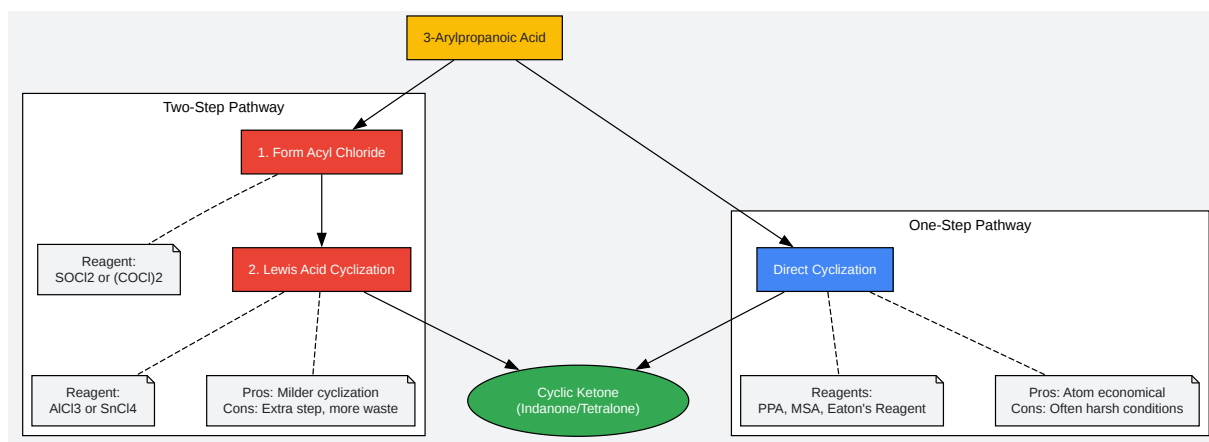 3-Arylpropanoic Acid
Two-Step Pathway
1. Form Acyl Chloride
Reagent:
SOCl2 or (COCl)2
2. Lewis Acid Cyclization
Reagent:
AlCl3 or SnCl4
Pros: Milder cyclization
Cons: Extra step, more waste
Cyclic Ketone
(Indanone/Tetralone)
One-Step Pathway
Direct Cyclization
Reagents:
PPA, MSA, Eaton's Reagent
Pros: Atom economical
Cons: Often harsh conditions